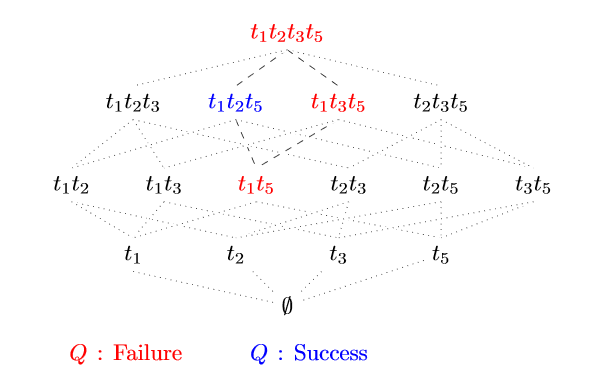 t₁t₂t₃t₅
t₁t₂t₃ t₁t₂t₅ t₁t₃t₅ t₂t₃t₅
t₁t₂ t₁t₃ t₁t₅ t₂t₃ t₂t₅ t₃t₅
t₁ t₂ t₃ t₅
∅
Q : Failure Q : Success